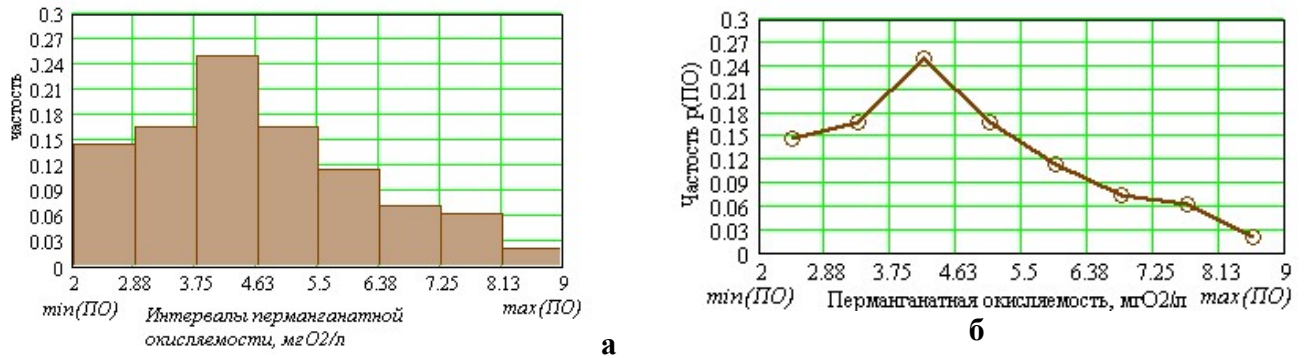 0.3
0.27
0.24
0.21
0.18
0.15
0.12
0.09
0.06
0.03
0
частость
2 2.88 3.75 4.63 5.5 6.38 7.25 8.13 9
min(ПО) max(ПО)
Интервалы перманганатной
окисляемости, мгО2/л
а
0.3
0.27
0.24
0.21
0.18
0.15
0.12
0.09
0.06
0.03
0
Частость p(ПО)
2 2.88 3.75 4.63 5.5 6.38 7.25 8.13 9
min(ПО) Перманганатная окисляемость, мгО2/л max(ПО)
б